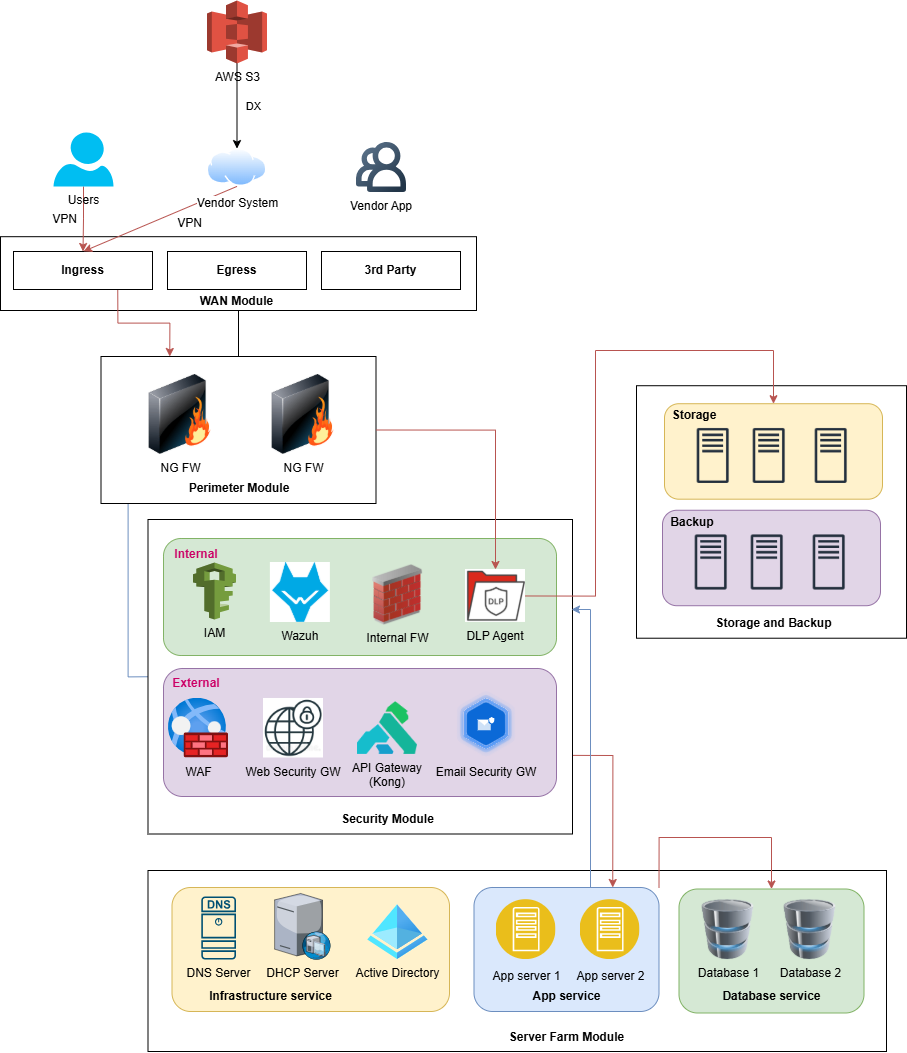 AWS S3
DX
Users
VPN
Vendor System
VPN
Vendor App
Ingress
Egress
3rd Party
WAN Module
NG FW
NG FW
Perimeter Module
Storage
Backup
Storage and Backup
Internal
IAM
Wazuh
Internal FW
DLP
DLP Agent
External
WAF
Web Security GW
API Gateway
(Kong)
Email Security GW
Security Module
DNS
DNS Server
DHCP Server
Active Directory
Infrastructure service
App server 1
App server 2
App service
Database 1
Database 2
Database service
Server Farm Module